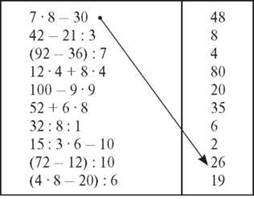 7 · 8 – 30 48
42 – 21 : 3 8
(92 – 36) : 7 4
12 · 4 + 8 · 4 80
100 – 9 · 9 20
52 + 6 · 8 35
32 : 8 : 1 6
15 : 3 · 6 – 10 2
(72 – 12) : 10 26
(4 · 8 – 20) : 6 19